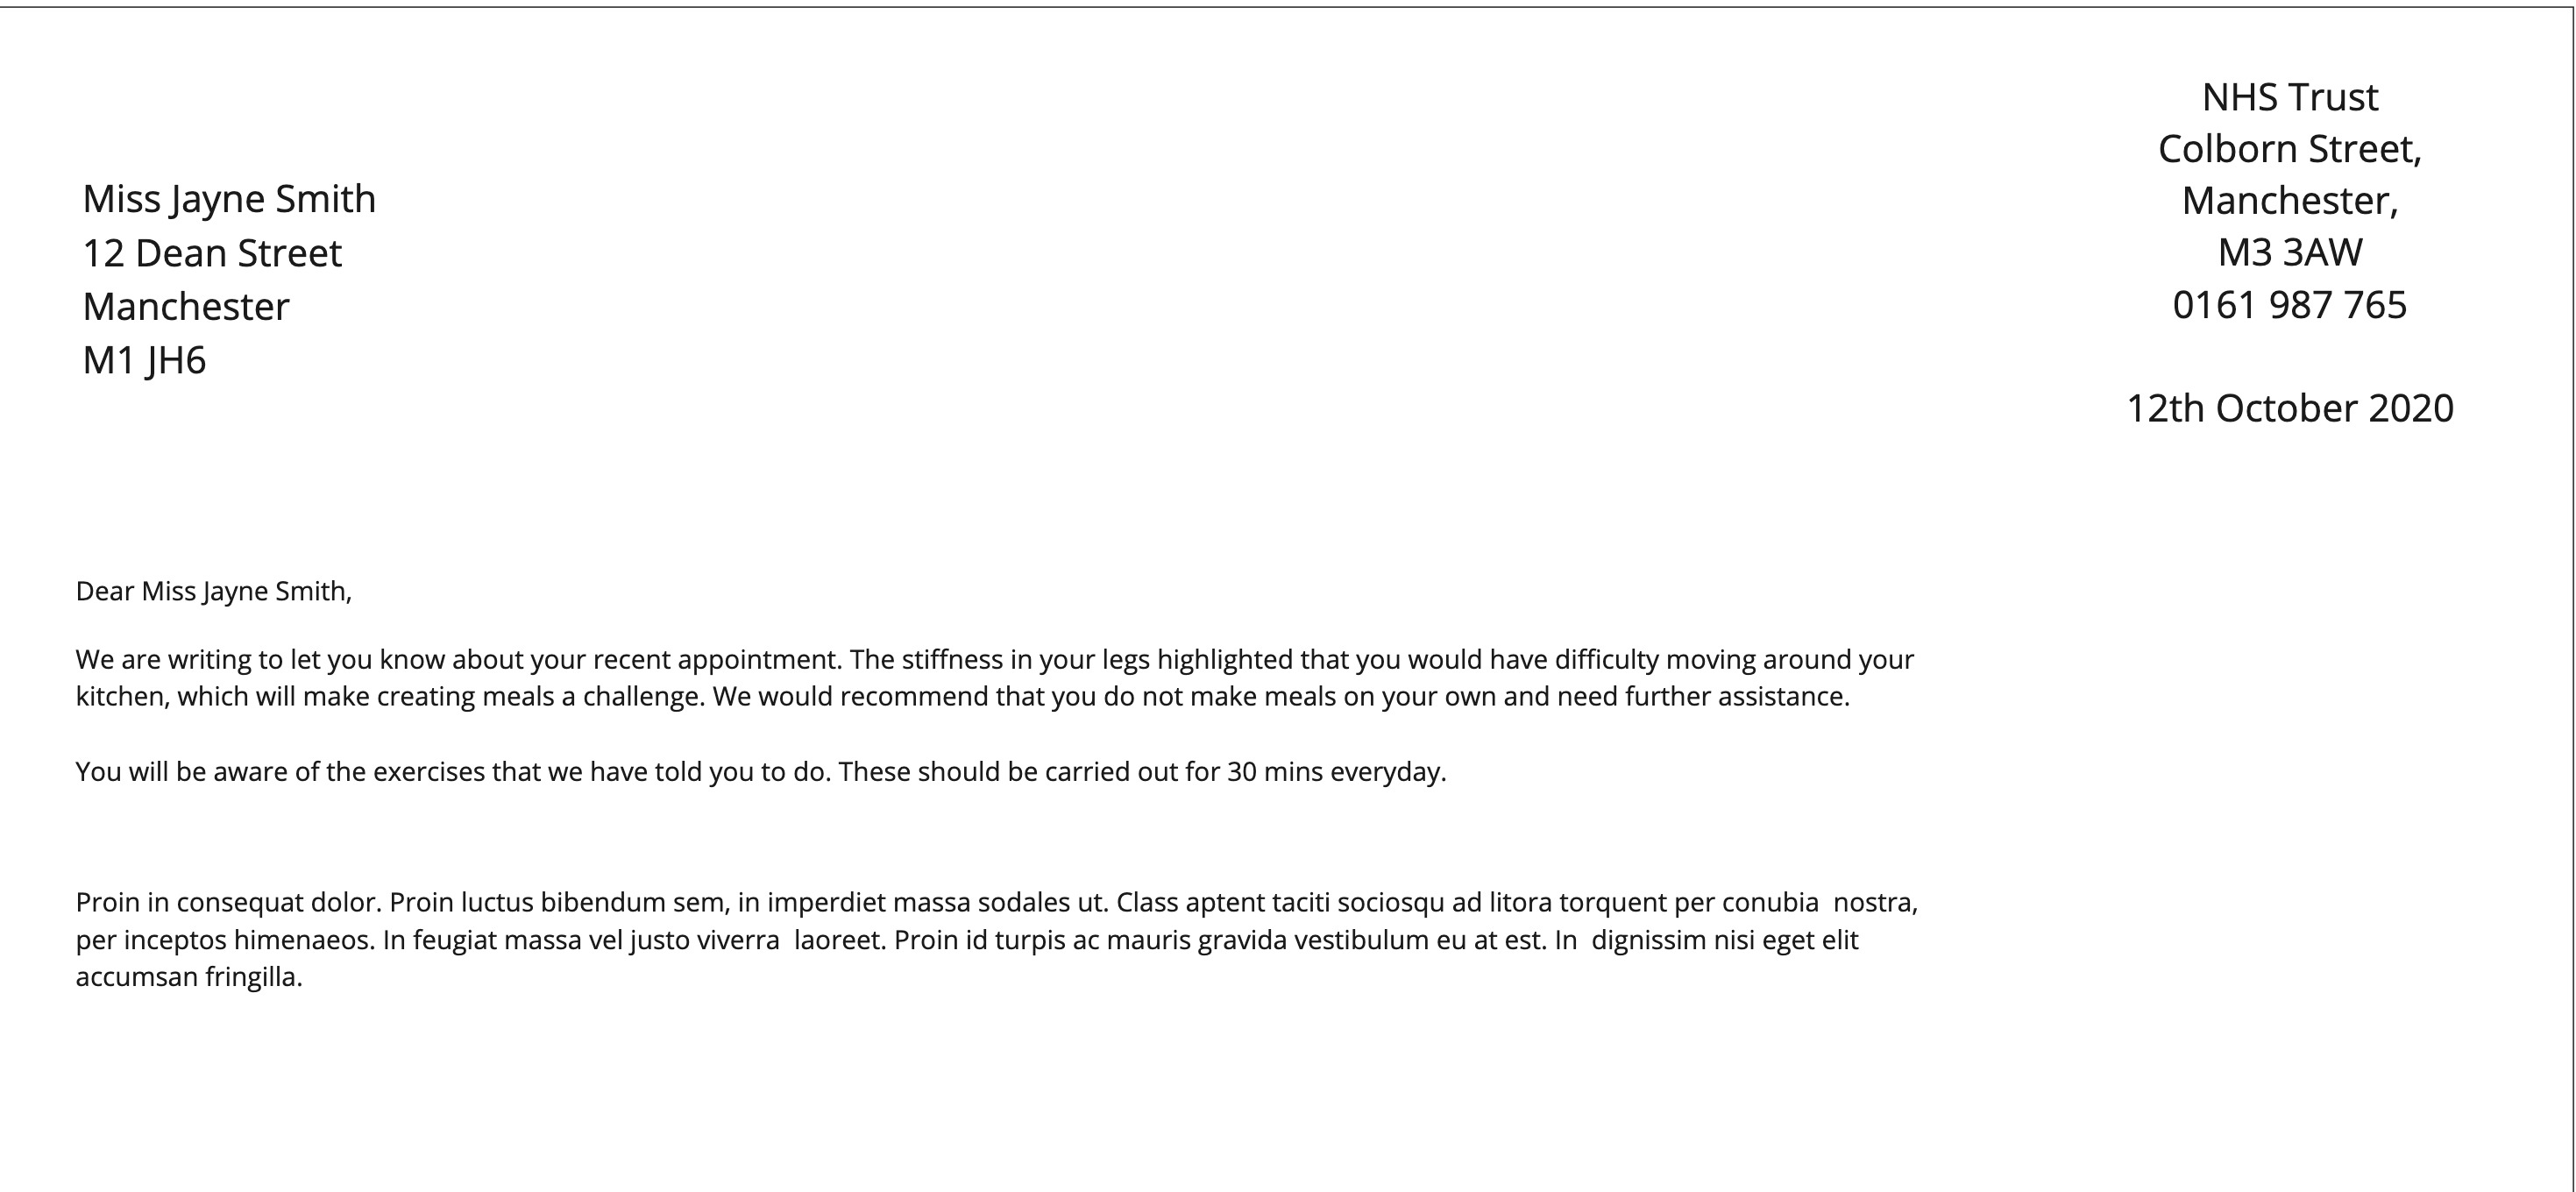 NHS Trust
Colborn Street,
Manchester,
M3 3AW
0161 987 765
12th October 2020
Miss Jayne Smith
12 Dean Street
Manchester
M1 JH6
Dear Miss Jayne Smith,
We are writing to let you know about your recent appointment. The stiffness in your legs highlighted that you would have difficulty moving around your
kitchen, which will make creating meals a challenge. We would recommend that you do not make meals on your own and need further assistance.
You will be aware of the exercises that we have told you to do. These should be carried out for 30 mins everyday.
Proin in consequat dolor. Proin luctus bibendum sem, in imperdiet massa sodales ut. Class aptent taciti sociosqu ad litora torquent per conubia  nostra,
per inceptos himenaeos. In feugiat massa vel justo viverra  laoreet. Proin id turpis ac mauris gravida vestibulum eu at est. In  dignissim nisi eget elit
accumsan fringilla.